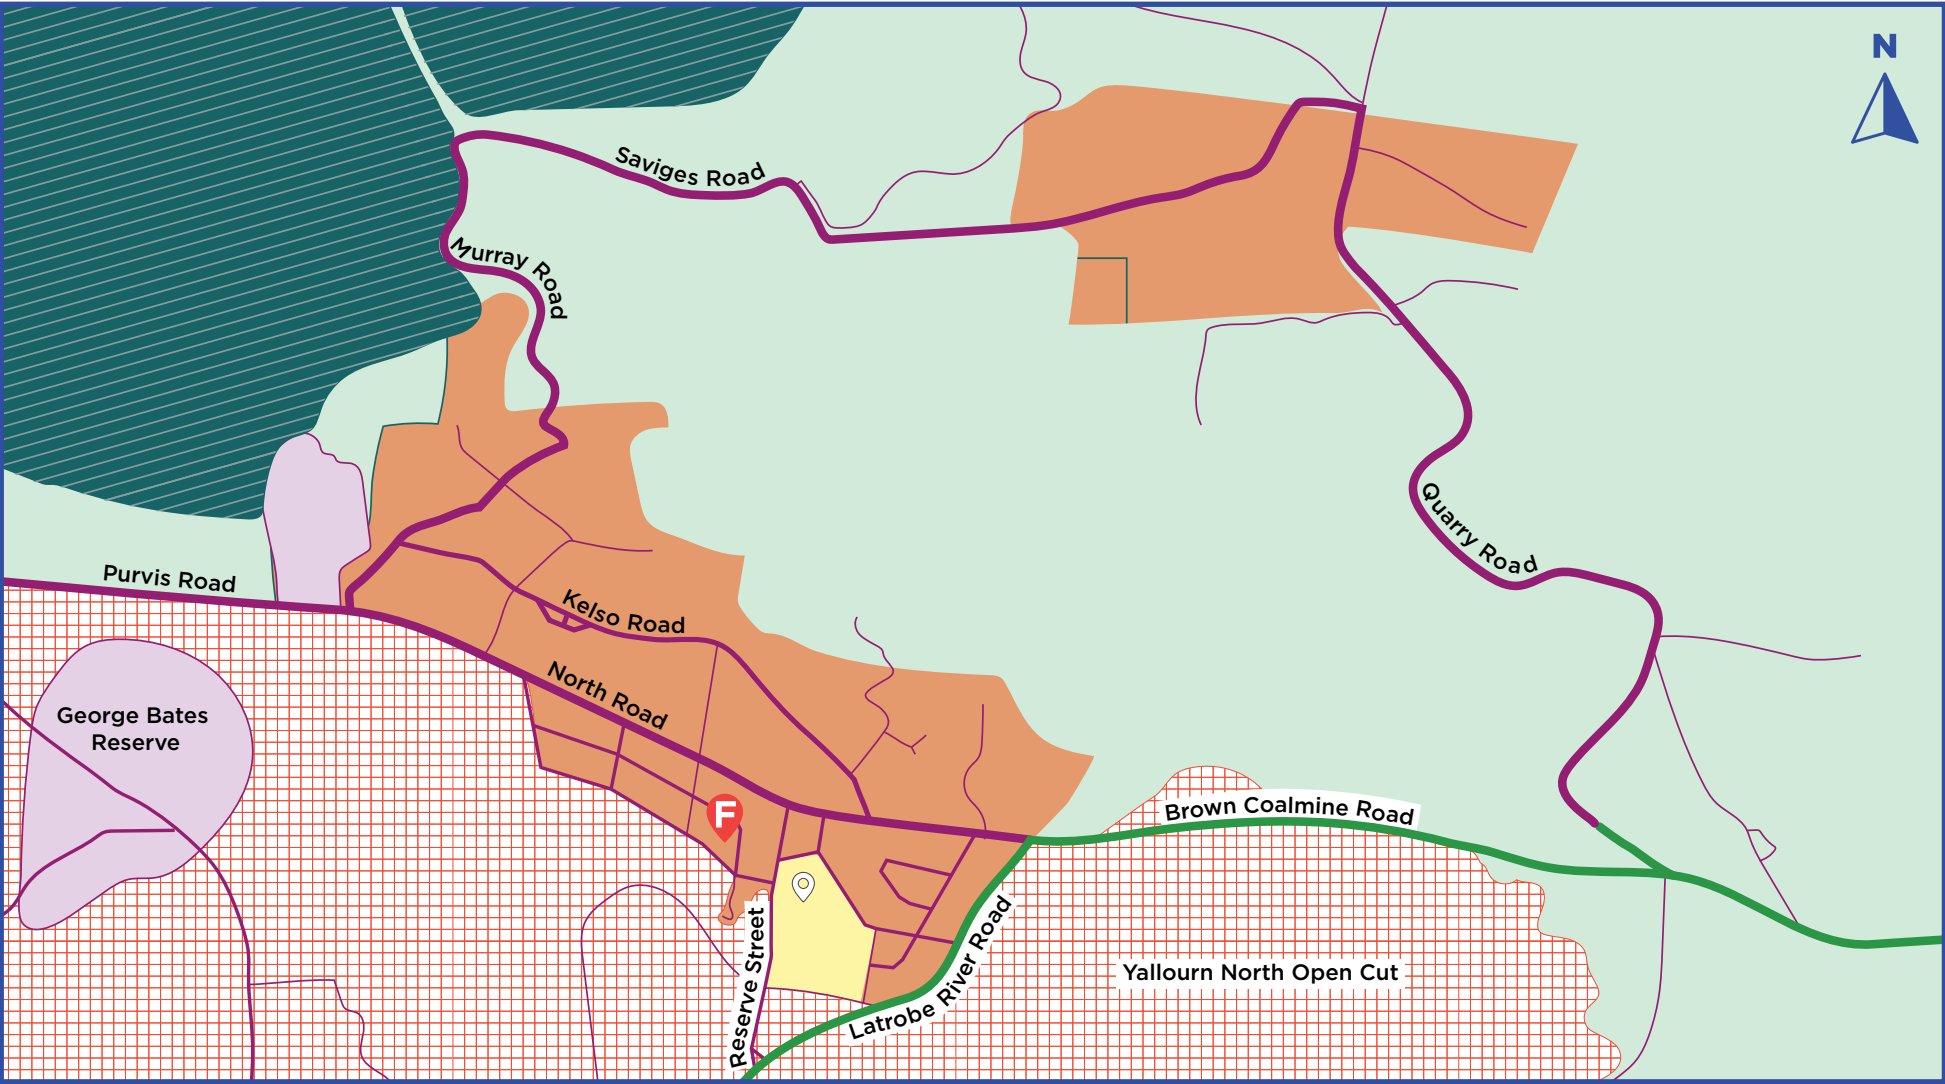 N
Saviges Road
Murray Road
Quarry Road
Purvis Road
Kelso Road
North Road
George Bates
Reserve
F
Brown Coalmine Road
Reserve Street
Latrobe River Road
Yallourn North Open Cut